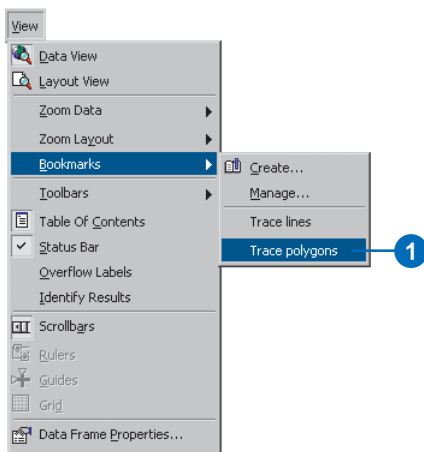 View
Data View
Layout View
Zoom Data
Zoom Layout
Bookmarks
Create...
Manage...
Trace lines
Trace polygons
1
Toolbars
Table Of Contents
Status Bar
Overflow Labels
Identify Results
Scrollbars
Rulers
Guides
Grid
Data Frame Properties...